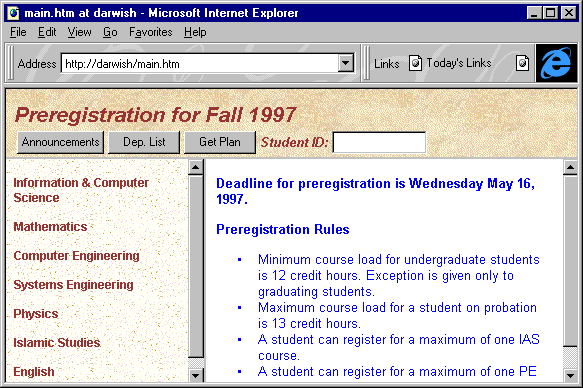 main.htm at darwish - Microsoft Internet Explorer
File Edit View Go Favorites Help
Address http://darwish/main.htm Links Today's Links
Preregistration for Fall 1997
Announcements Dep. List Get Plan Student ID:
Information & Computer
Science
Mathematics
Computer Engineering
Systems Engineering
Physics
Islamic Studies
English
Deadline for preregistration is Wednesday May 16,
1997.
Preregistration Rules
• Minimum course load for undergraduate students
is 12 credit hours. Exception is given only to
graduating students.
• Maximum course load for a student on probation
is 13 credit hours.
• A student can register for a maximum of one IAS
course.
• A student can register for a maximum of one PE